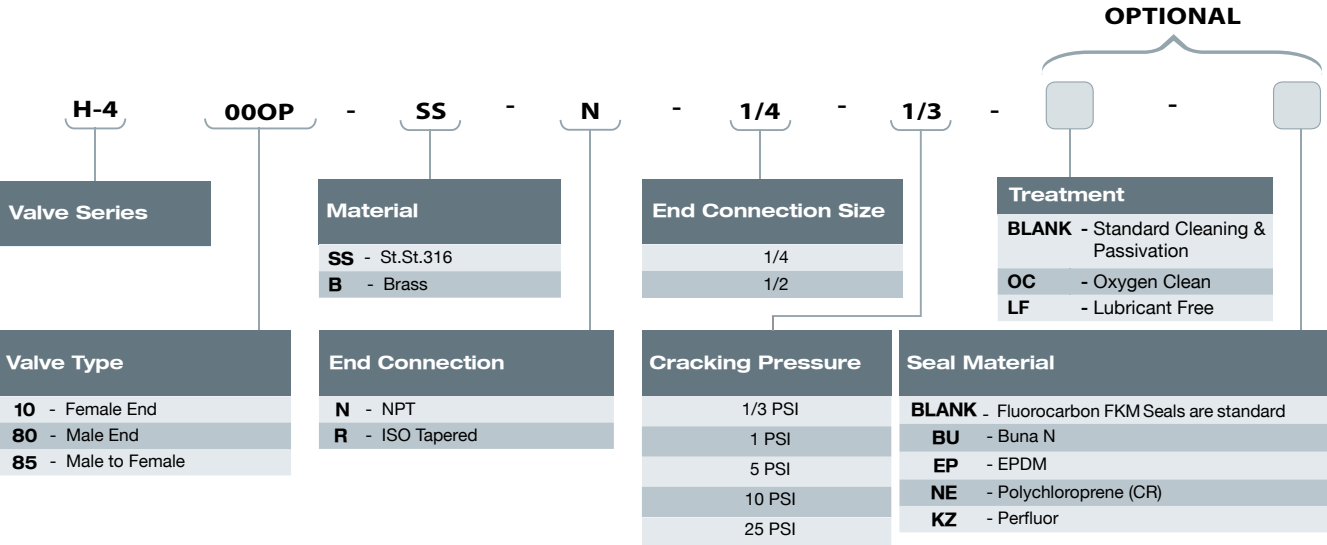 OPTIONAL
H-4 00OP - SS - N - 1/4 - 1/3 - -
Valve Series
Material
SS - St.St.316
B - Brass
End Connection Size
1/4
1/2
Treatment
BLANK - Standard Cleaning &
Passivation
OC - Oxygen Clean
LF - Lubricant Free
Valve Type
10 - Female End
80 - Male End
85 - Male to Female
End Connection
N - NPT
R - ISO Tapered
Cracking Pressure
1/3 PSI
1 PSI
5 PSI
10 PSI
25 PSI
Seal Material
BLANK - Fluorocarbon FKM Seals are standard
BU - Buna N
EP - EPDM
NE - Polychloroprene (CR)
KZ - Perfluor